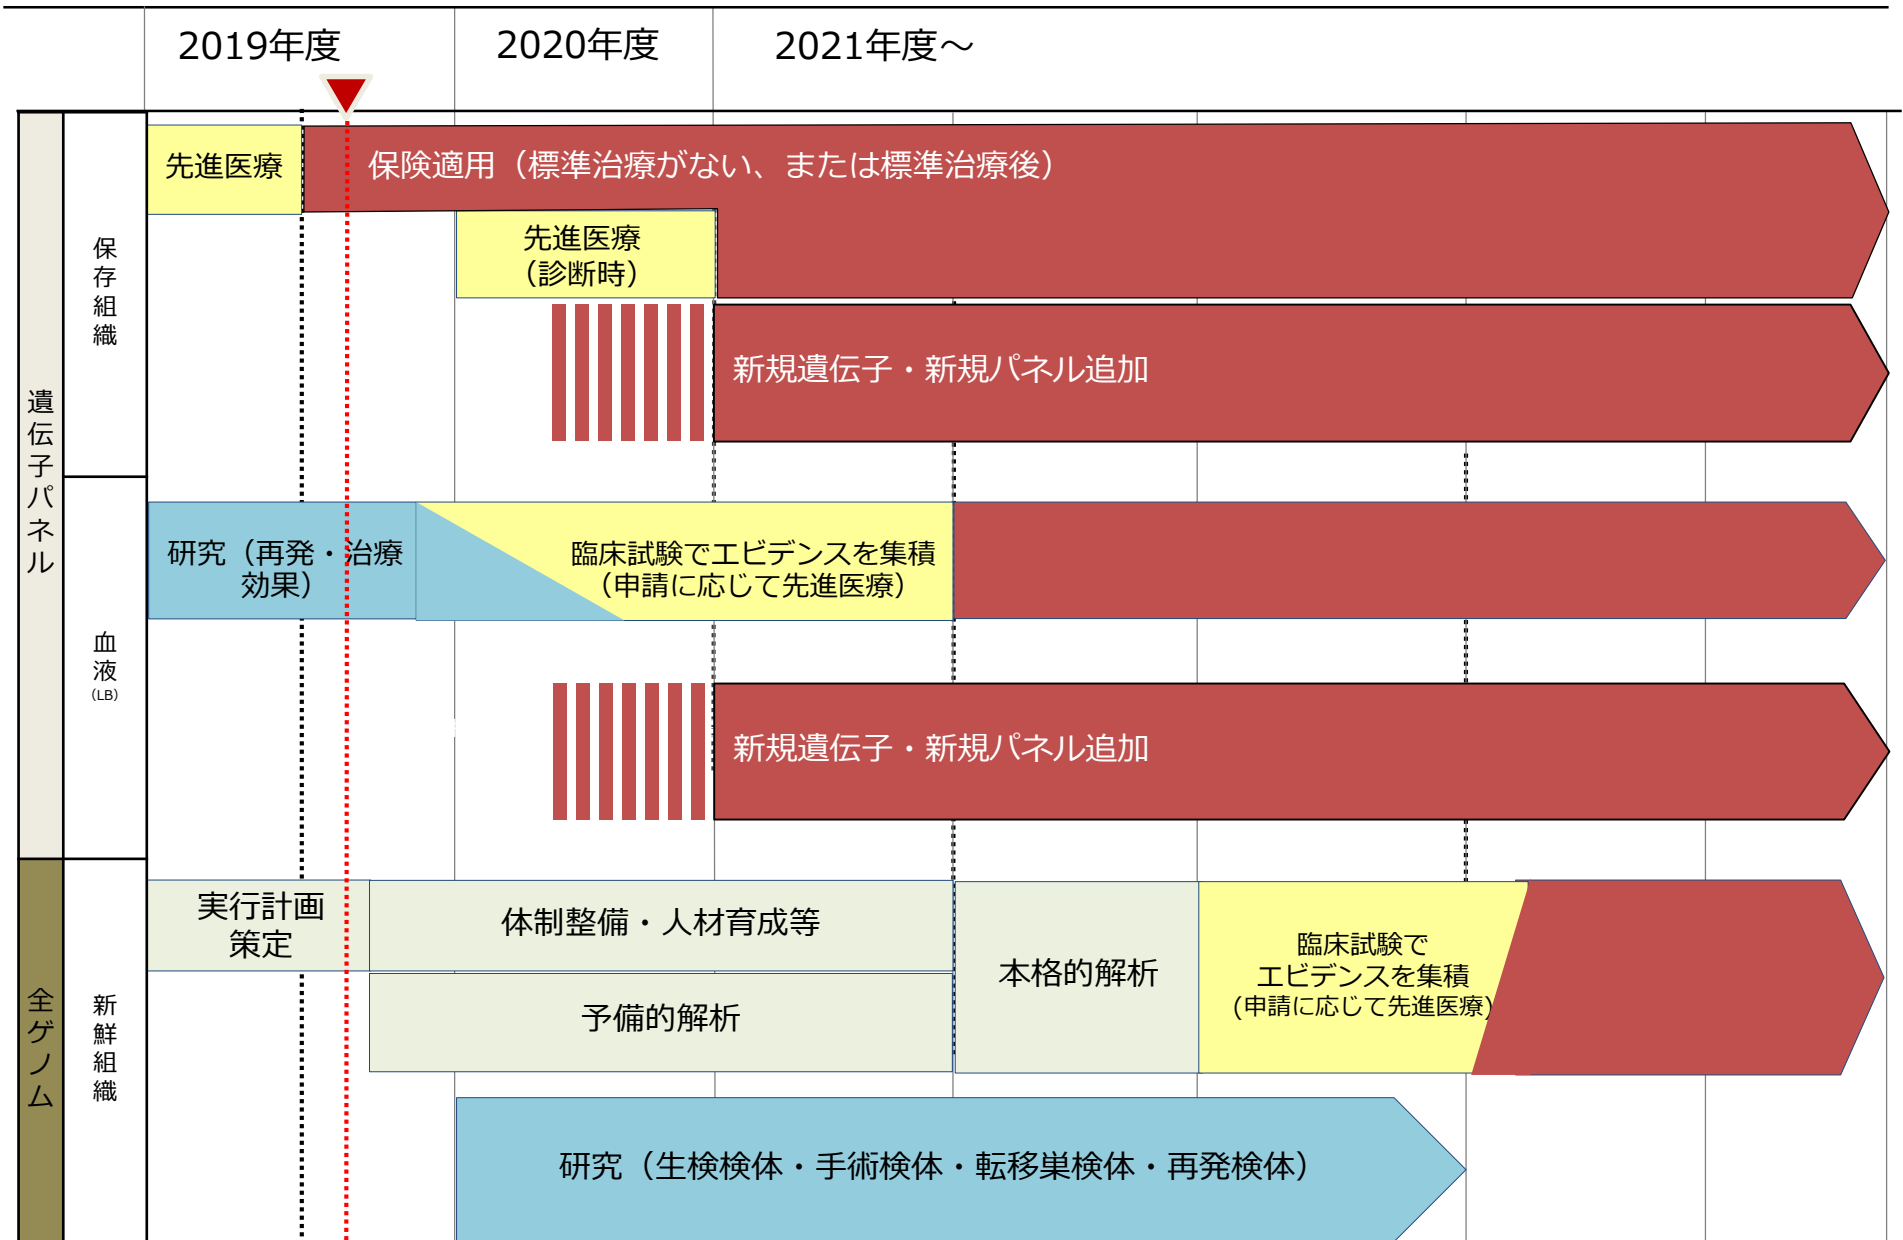 2019年度
2020年度
2021年度～
遺伝子パネル
保存組織
先進医療
保険適用（標準治療がない、または標準治療後）
先進医療
（診断時）
新規遺伝子・新規パネル追加
血液
（LB）
研究（再発・治療
効果）
臨床試験でエビデンスを集積
（申請に応じて先進医療）
新規遺伝子・新規パネル追加
全ゲノム
新鮮組織
実行計画
策定
体制整備・人材育成等
予備的解析
本格的解析
臨床試験で
エビデンスを集積
(申請に応じて先進医療)
研究（生検検体・手術検体・転移巣検体・再発検体）